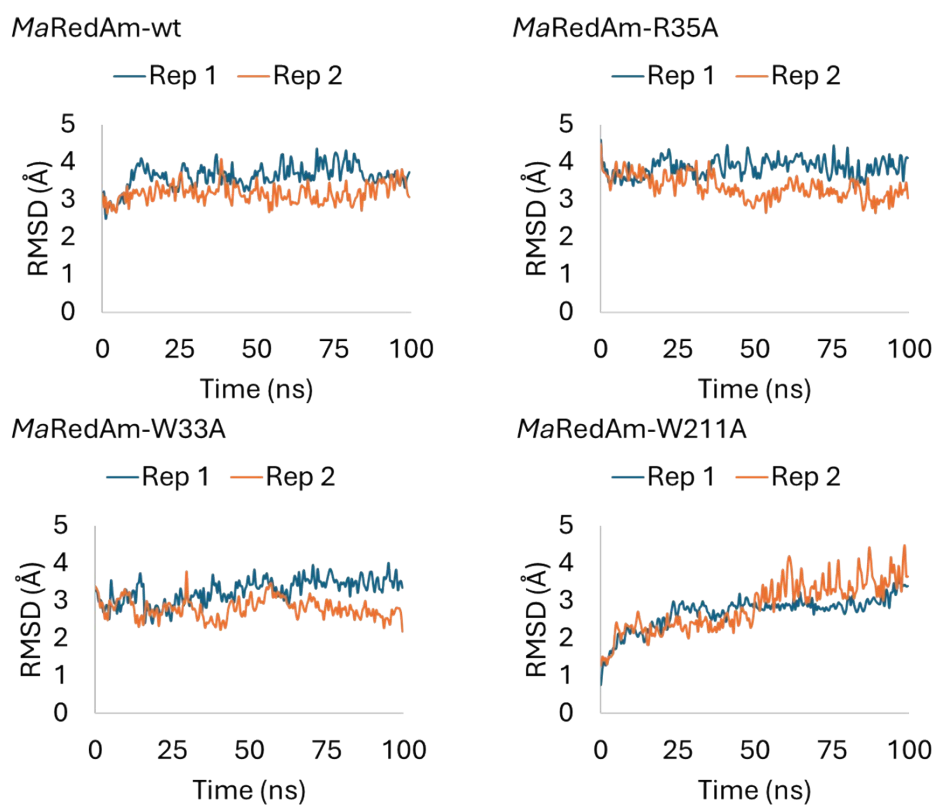 MaRedAm-wt
Rep 1 Rep 2
5
4
3
2
1
0
RMSD (Å)
0 25 50 75 100
Time (ns)
MaRedAm-R35A
Rep 1 Rep 2
5
4
3
2
1
0
RMSD (Å)
0 25 50 75 100
Time (ns)
MaRedAm-W33A
Rep 1 Rep 2
5
4
3
2
1
0
RMSD (Å)
0 25 50 75 100
Time (ns)
MaRedAm-W211A
Rep 1 Rep 2
5
4
3
2
1
0
RMSD (Å)
0 25 50 75 100
Time (ns)